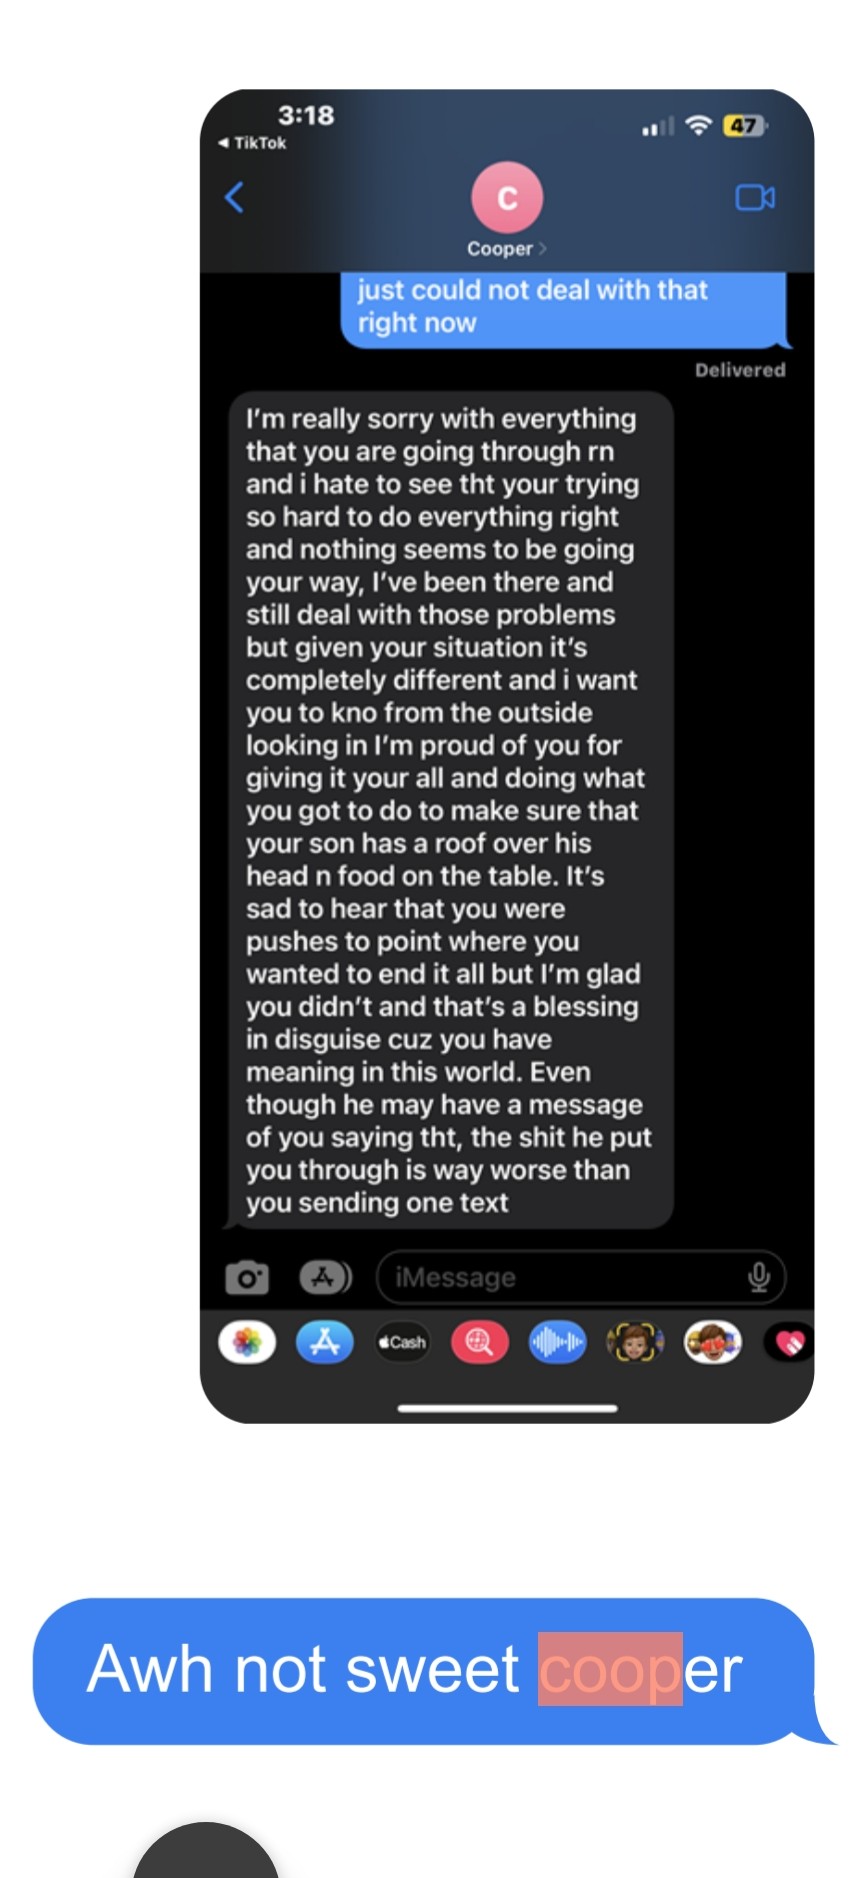 3:18
47
◀ TikTok
C
Cooper >
just could not deal with that
right now
Delivered
I'm really sorry with everything
that you are going through rn
and i hate to see tht your trying
so hard to do everything right
and nothing seems to be going
your way, I've been there and
still deal with those problems
but given your situation it's
completely different and i want
you to kno from the outside
looking in I'm proud of you for
giving it your all and doing what
you got to do to make sure that
your son has a roof over his
head n food on the table. It's
sad to hear that you were
pushes to point where you
wanted to end it all but I'm glad
you didn't and that's a blessing
in disguise cuz you have
meaning in this world. Even
though he may have a message
of you saying tht, the shit he put
you through is way worse than
you sending one text
iMessage
Cash
Awh not sweet cooper